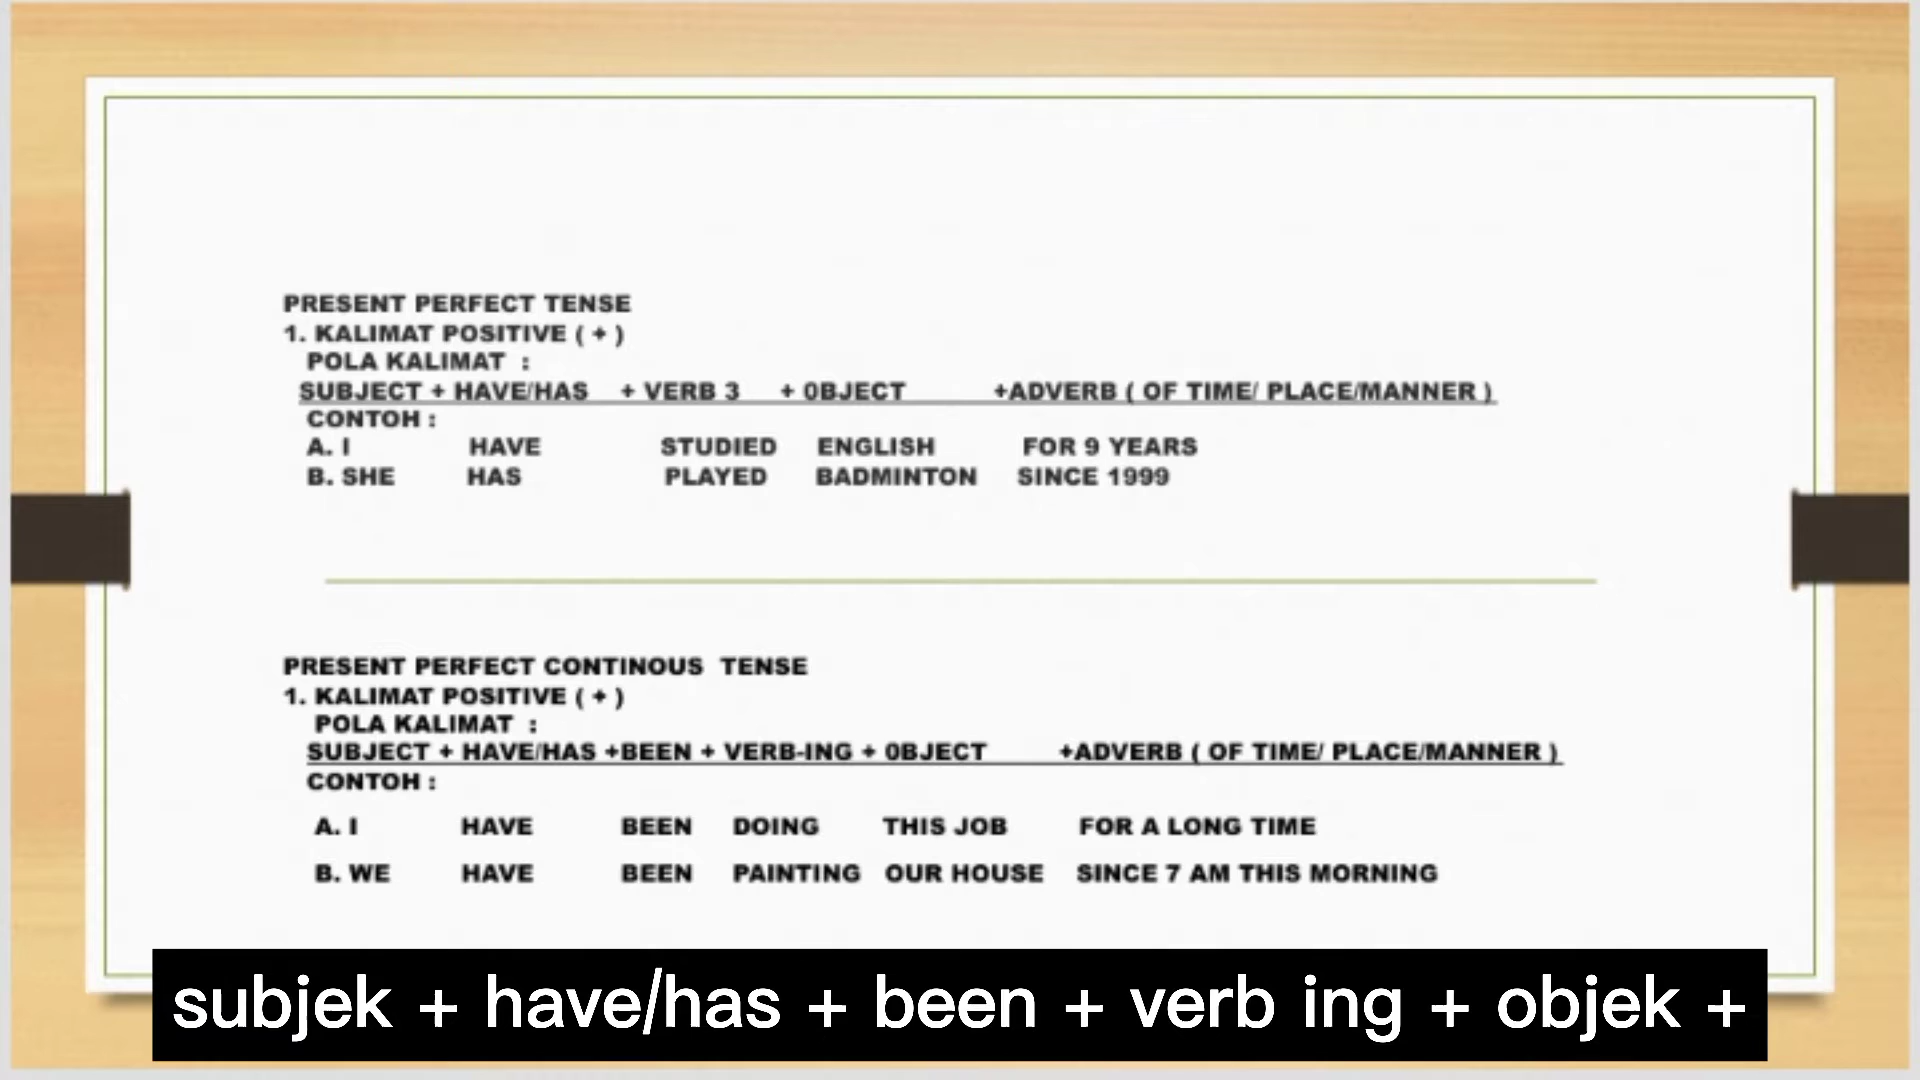 PRESENT PERFECT TENSE
1. KALIMAT POSITIVE ( + )
POLA KALIMAT :
SUBJECT + HAVE/HAS + VERB 3 + 0BJECT +ADVERB ( OF TIME/ PLACE/MANNER )
CONTOH :
A. I HAVE STUDIED ENGLISH FOR 9 YEARS
B. SHE HAS PLAYED BADMINTON SINCE 1999
PRESENT PERFECT CONTINOUS TENSE
1. KALIMAT POSITIVE ( + )
POLA KALIMAT :
SUBJECT + HAVE/HAS +BEEN + VERB-ING + 0BJECT +ADVERB ( OF TIME/ PLACE/MANNER )
CONTOH :
A. I HAVE BEEN DOING THIS JOB FOR A LONG TIME
B. WE HAVE BEEN PAINTING OUR HOUSE SINCE 7 AM THIS MORNING
subjek + have/has + been + verb ing + objek +